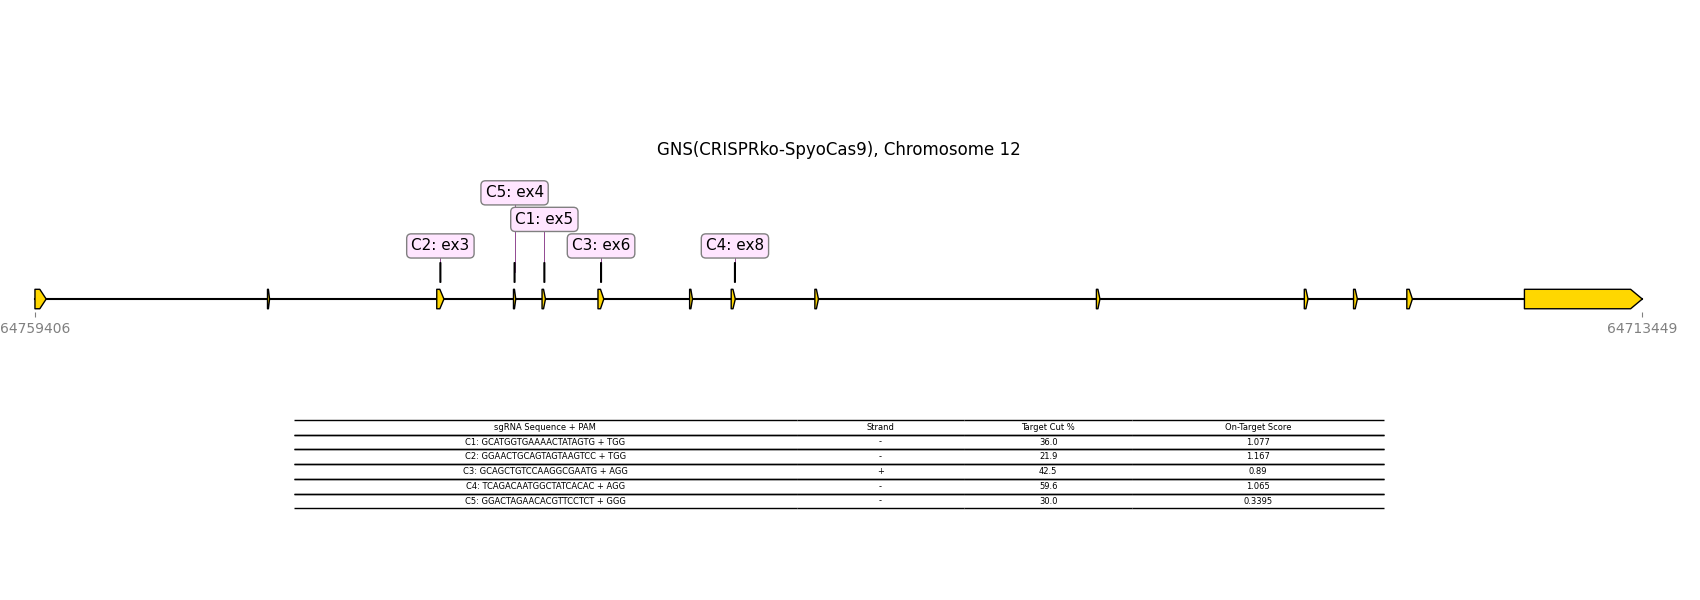 GNS(CRISPRko-SpyoCas9), Chromosome 12
C5: ex4
C1: ex5
C2: ex3
C3: ex6
C4: ex8
64759406
64713449
sgRNA Sequence + PAM Strand Target Cut % On-Target Score
C1: GCATGGTGAAAACTATAGTG + TGG - 36.0 1.077
C2: GGAACTGCAGTAGTAAGTCC + TGG - 21.9 1.167
C3: GCAGCTGTCCAAGGCGAATG + AGG + 42.5 0.89
C4: TCAGACAATGGCTATCACAC + AGG - 59.6 1.065
C5: GGACTAGAACACGTTCCTCT + GGG - 30.0 0.3395